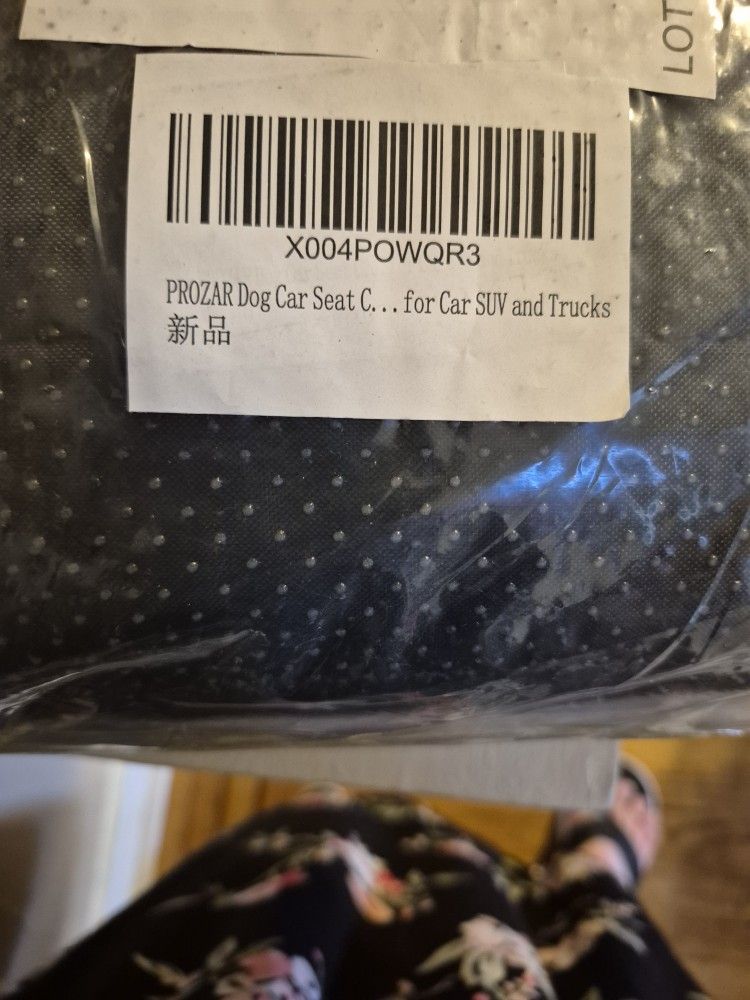 LOT
X004POWQR3
PROZAR Dog Car Seat C... for Car SUV and Trucks
新品